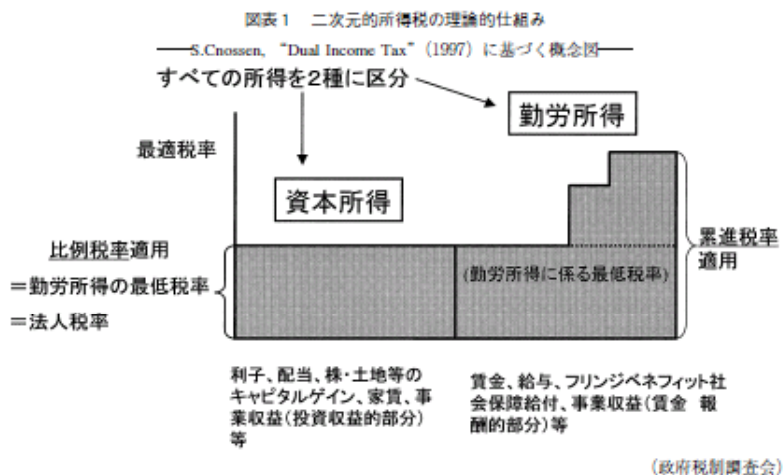 図表1 二次元的所得税の理論的仕組み
S.Cnossen, “Dual Income Tax” (1997) に基づく概念図
すべての所得を2種に区分
勤労所得
最適税率
資本所得
比例税率適用
=勤労所得の最低税率
=法人税率
(勤労所得に係る最低税率)
累進税率
適用
利子、配当、株・土地等の
キャピタルゲイン、家賃、事
業収益(投資収益的部分)
等
賃金、給与、フリンジベネフィット社
会保障給付、事業収益(賃金 報
酬的部分)等
(政府税制調査会)